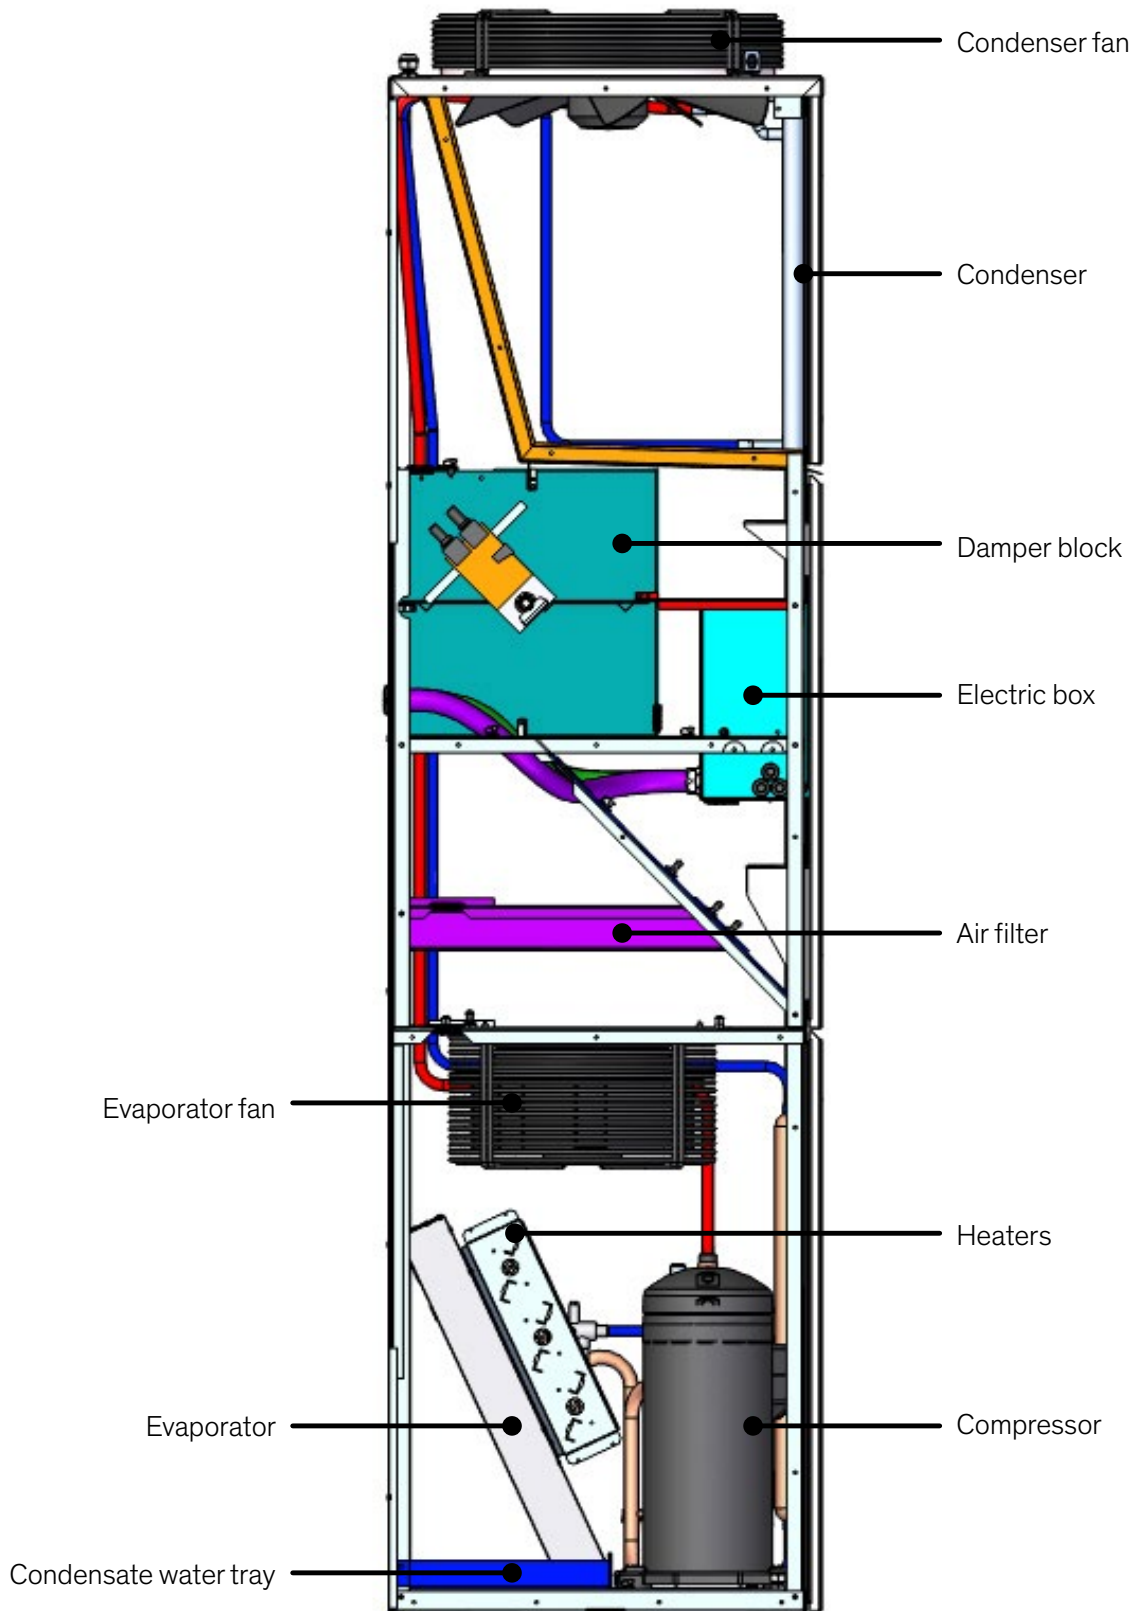 Condenser fan
Condenser
Damper block
Electric box
Air filter
Evaporator fan
Heaters
Evaporator
Compressor
Condensate water tray